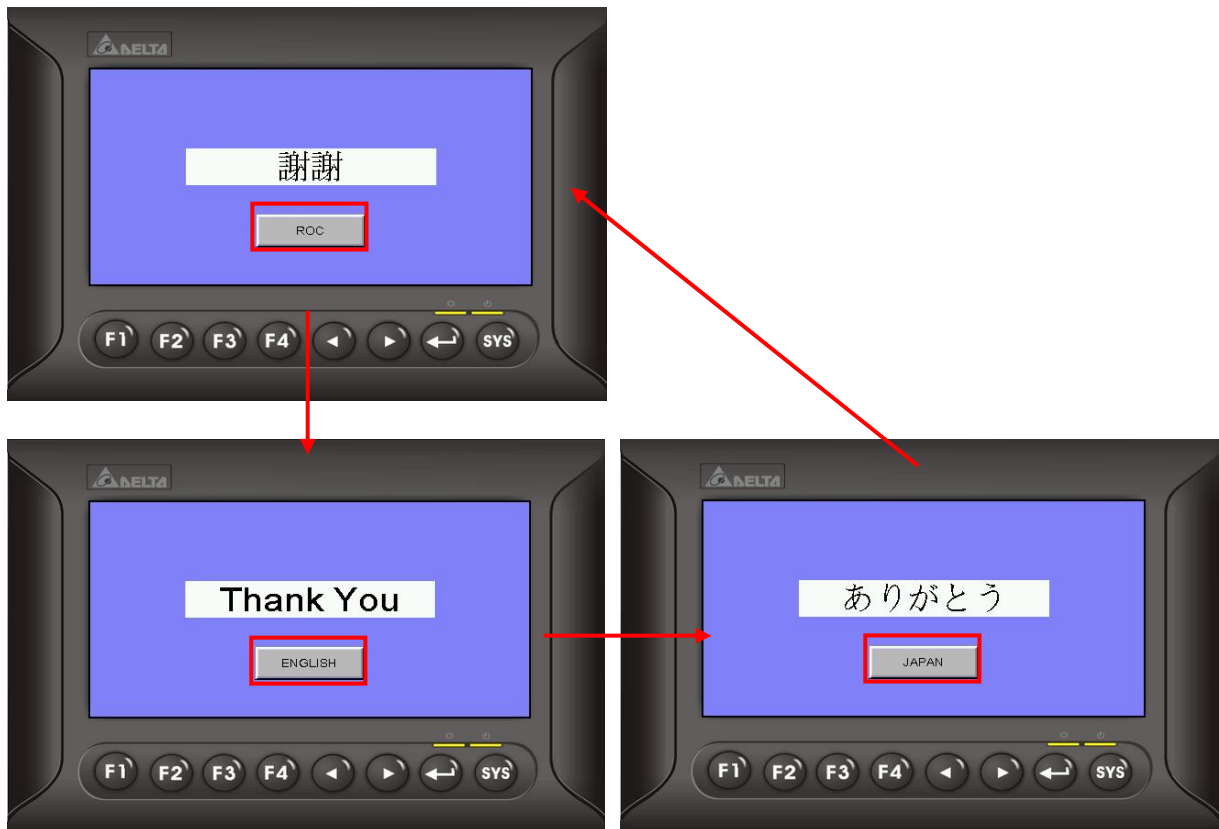 DELTA
謝謝
ROC
F1 F2 F3 F4 SYS
DELTA
Thank You
ENGLISH
F1 F2 F3 F4 SYS
DELTA
ありがとう
JAPAN
F1 F2 F3 F4 SYS